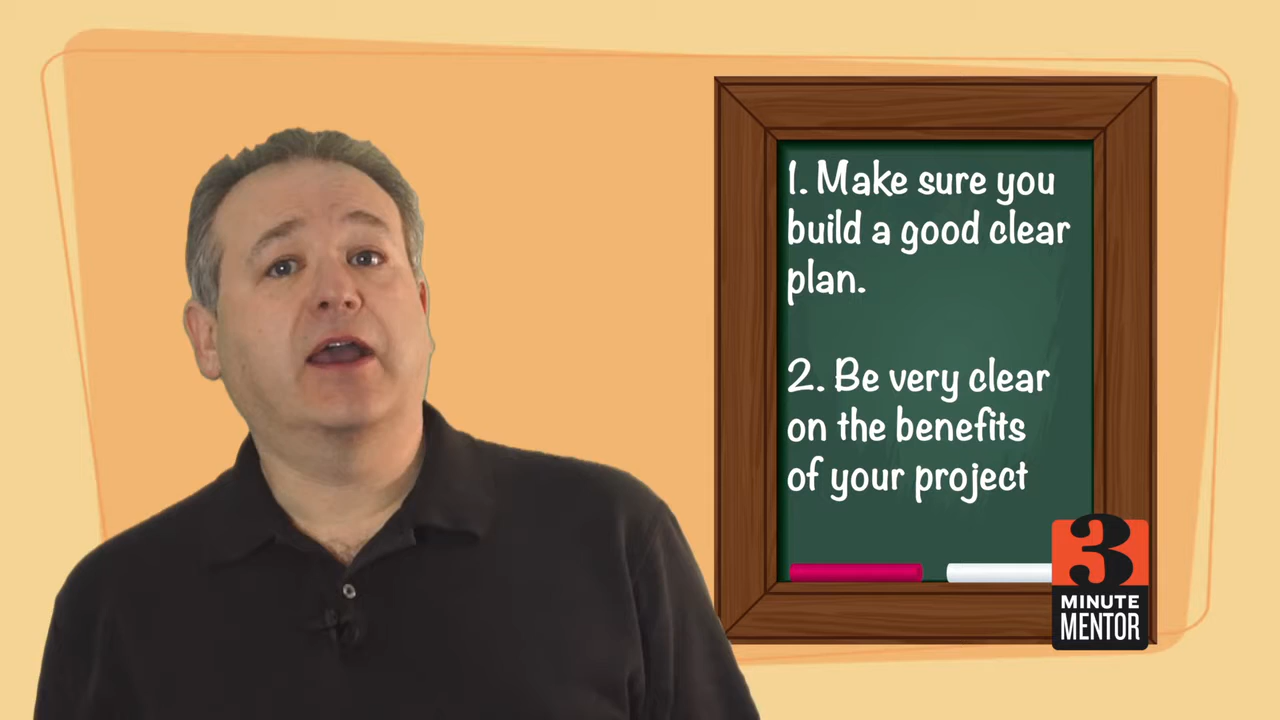 1. Make sure you
build a good clear
plan.
2. Be very clear
on the benefits
of your project
3
MINUTE
MENTOR